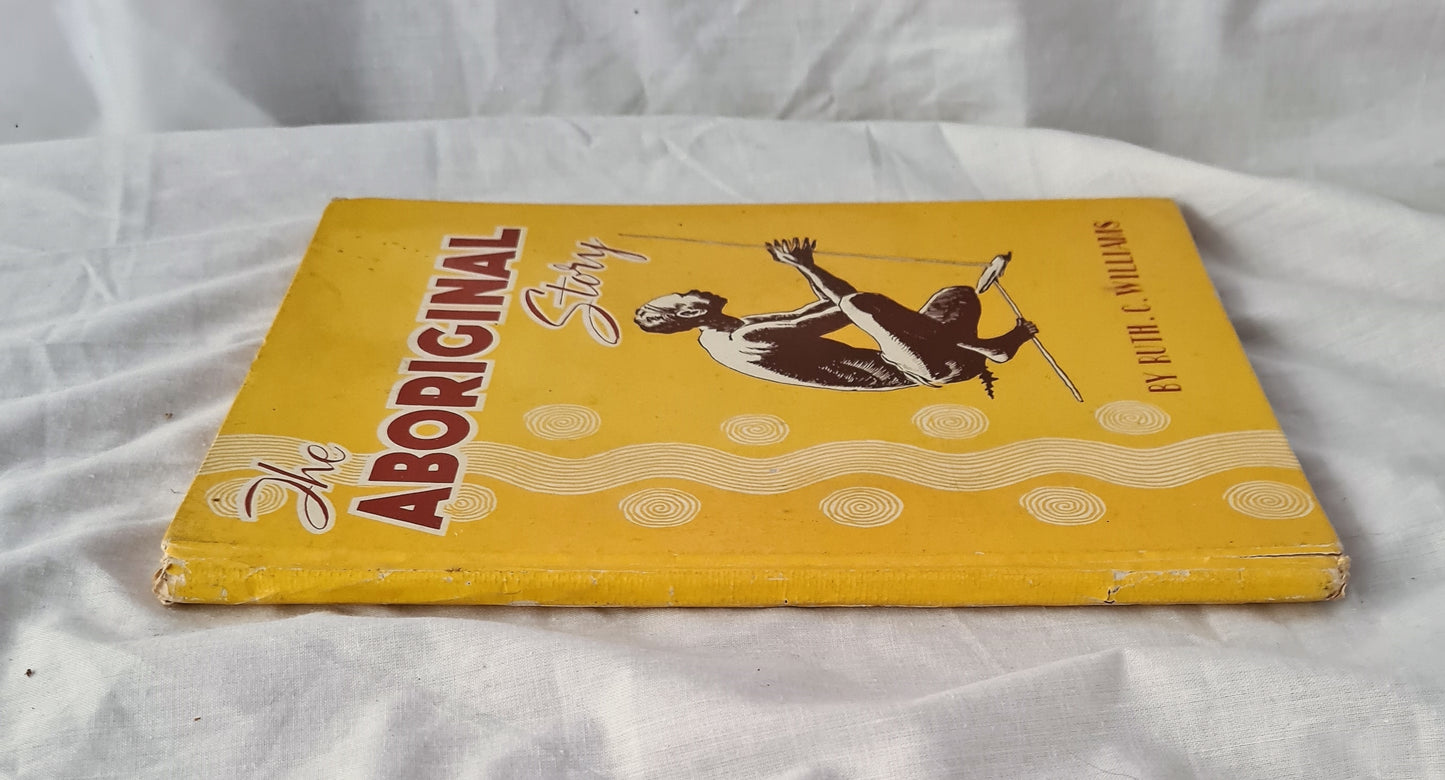 The
ABORIGINAL
Story
BY RUTH. C. WILLIAMS